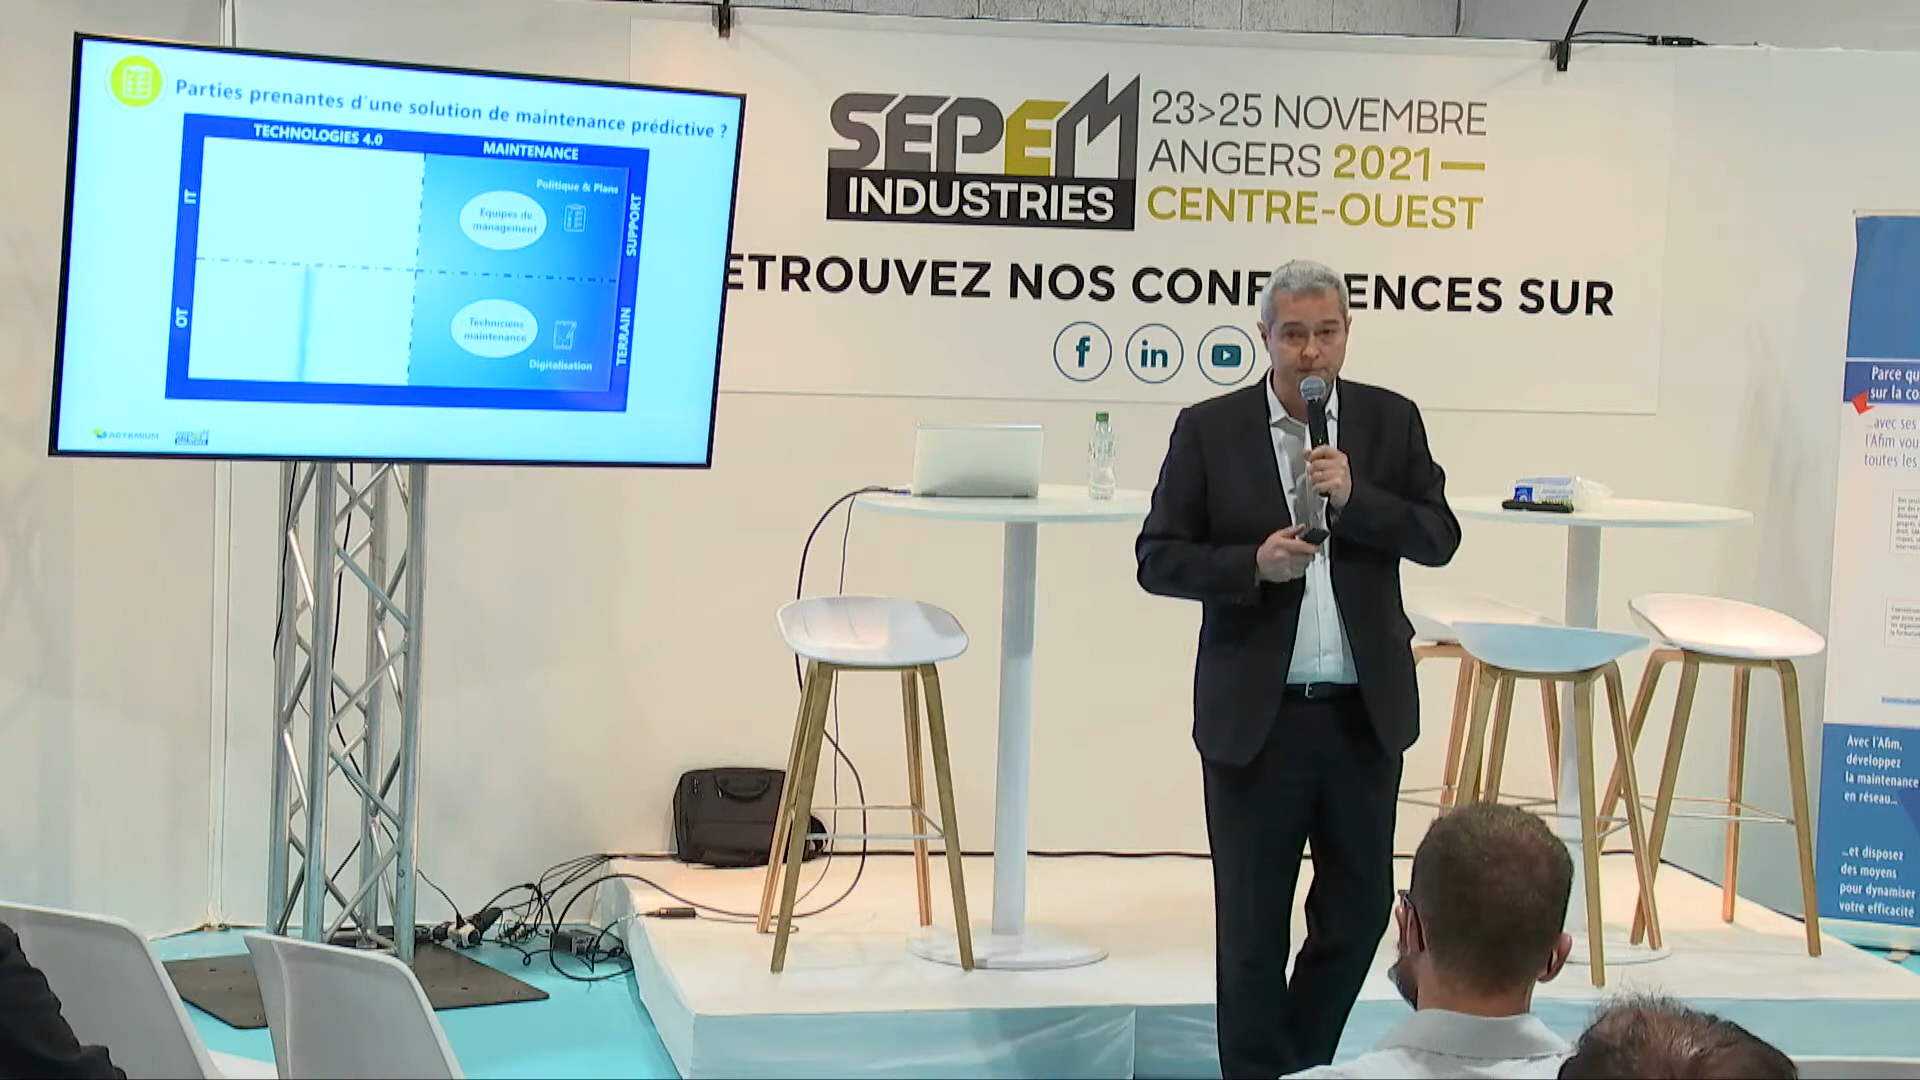 Parties prenantes d'une solution de maintenance prédictive ?
TECHNOLOGIES 4.0
MAINTENANCE
IT
OT
SUPPORT
TERRAIN
Politique & Plans
Equipes de
management
Techniciens
maintenance
Digitalisation
ACTEMIUM
SEPEM
INDUSTRIES
23>25 NOVEMBRE
ANGERS 2021—
CENTRE-OUEST
ETROUVEZ NOS CONF ENCES SUR
f
in
Parce qu
sur la co
...avec ses
l'Afim vou
toutes les
Avec l'Afim,
développez
la maintenance
en réseau...
...et disposez
des moyens
pour dynamiser
votre efficacité